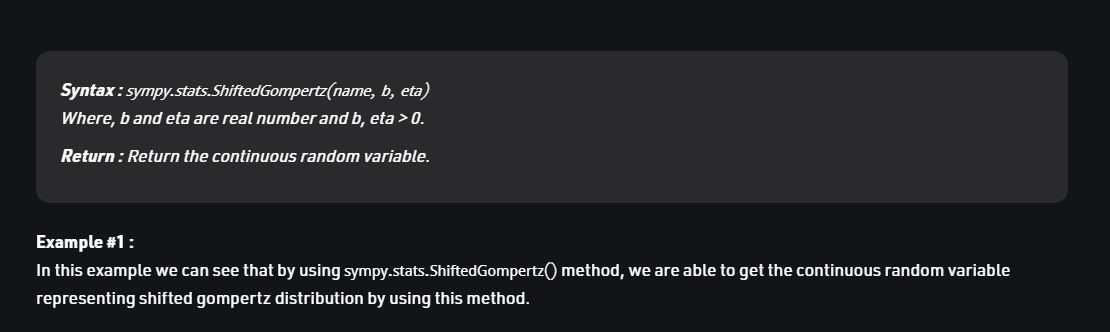 Syntax : sympy.stats.ShiftedGompertz(name, b, eta)
Where, b and eta are real number and b, eta > 0.
Return : Return the continuous random variable.
Example #1 :
In this example we can see that by using sympy.stats.ShiftedGompertz() method, we are able to get the continuous random variable
representing shifted gompertz distribution by using this method.